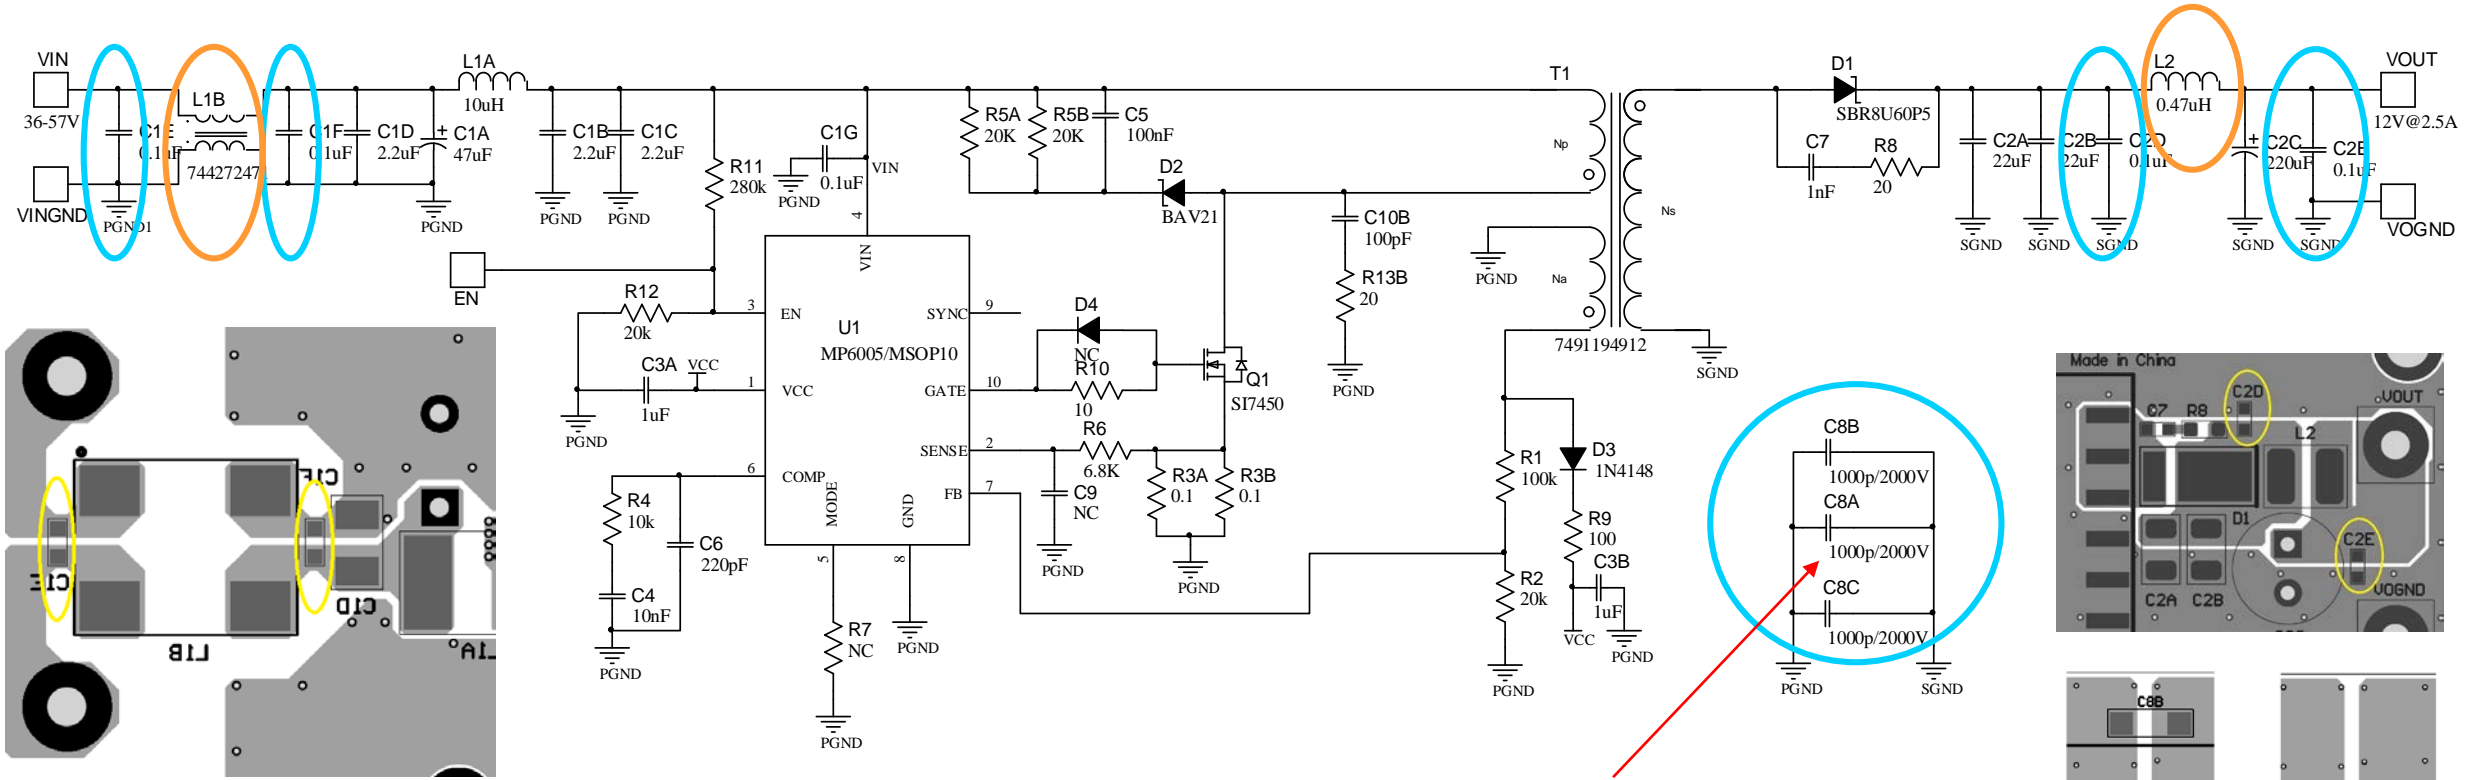 VIN
36-57V
VINGND
C1E
0.1uF
PGND1
L1B
74427247
C1F
0.1uF
C1D
2.2uF
C1A
47uF
PGND
L1A
10uH
C1B
2.2uF
PGND
C1C
2.2uF
PGND
R11
280k
C1G
0.1uF
PGND
VIN
4
EN
R12
20k
PGND
C3A
1uF
VCC
U1
MP6005/MSOP10
VIN
3
EN
1
VCC
6
COMP
MODE
5
GND
8
SYNC
9
GATE
10
SENSE
2
FB
7
R4
10k
C4
10nF
PGND
C6
220pF
R7
NC
PGND
PGND
R5A
20K
R5B
20K
C5
100nF
D2
BAV21
D4
NC
R10
10
R6
6.8K
C9
NC
PGND
R3A
0.1
R3B
0.1
PGND
Q1
SI7450
C10B
100pF
R13B
20
PGND
T1
Np
Na
Ns
PGND
7491194912
SGND
R1
100k
R2
20k
PGND
D3
1N4148
R9
100
C3B
1uF
VCC
PGND
D1
SBR8U60P5
C7
1nF
R8
20
C2A
22uF
SGND
C2B
22uF
SGND
C2D
0.1uF
SGND
L2
0.47uH
C2C
220uF
SGND
C2E
0.1uF
SGND
VOUT
12V@2.5A
VOGND
C8B
1000p/2000V
C8A
1000p/2000V
C8C
1000p/2000V
PGND
SGND
C1E
C1F
C1D
L1B
L1A
Made in China
C7
R8
C2D
VOUT
L2
D1
C2E
C2A
C2B
VOGND
C8B